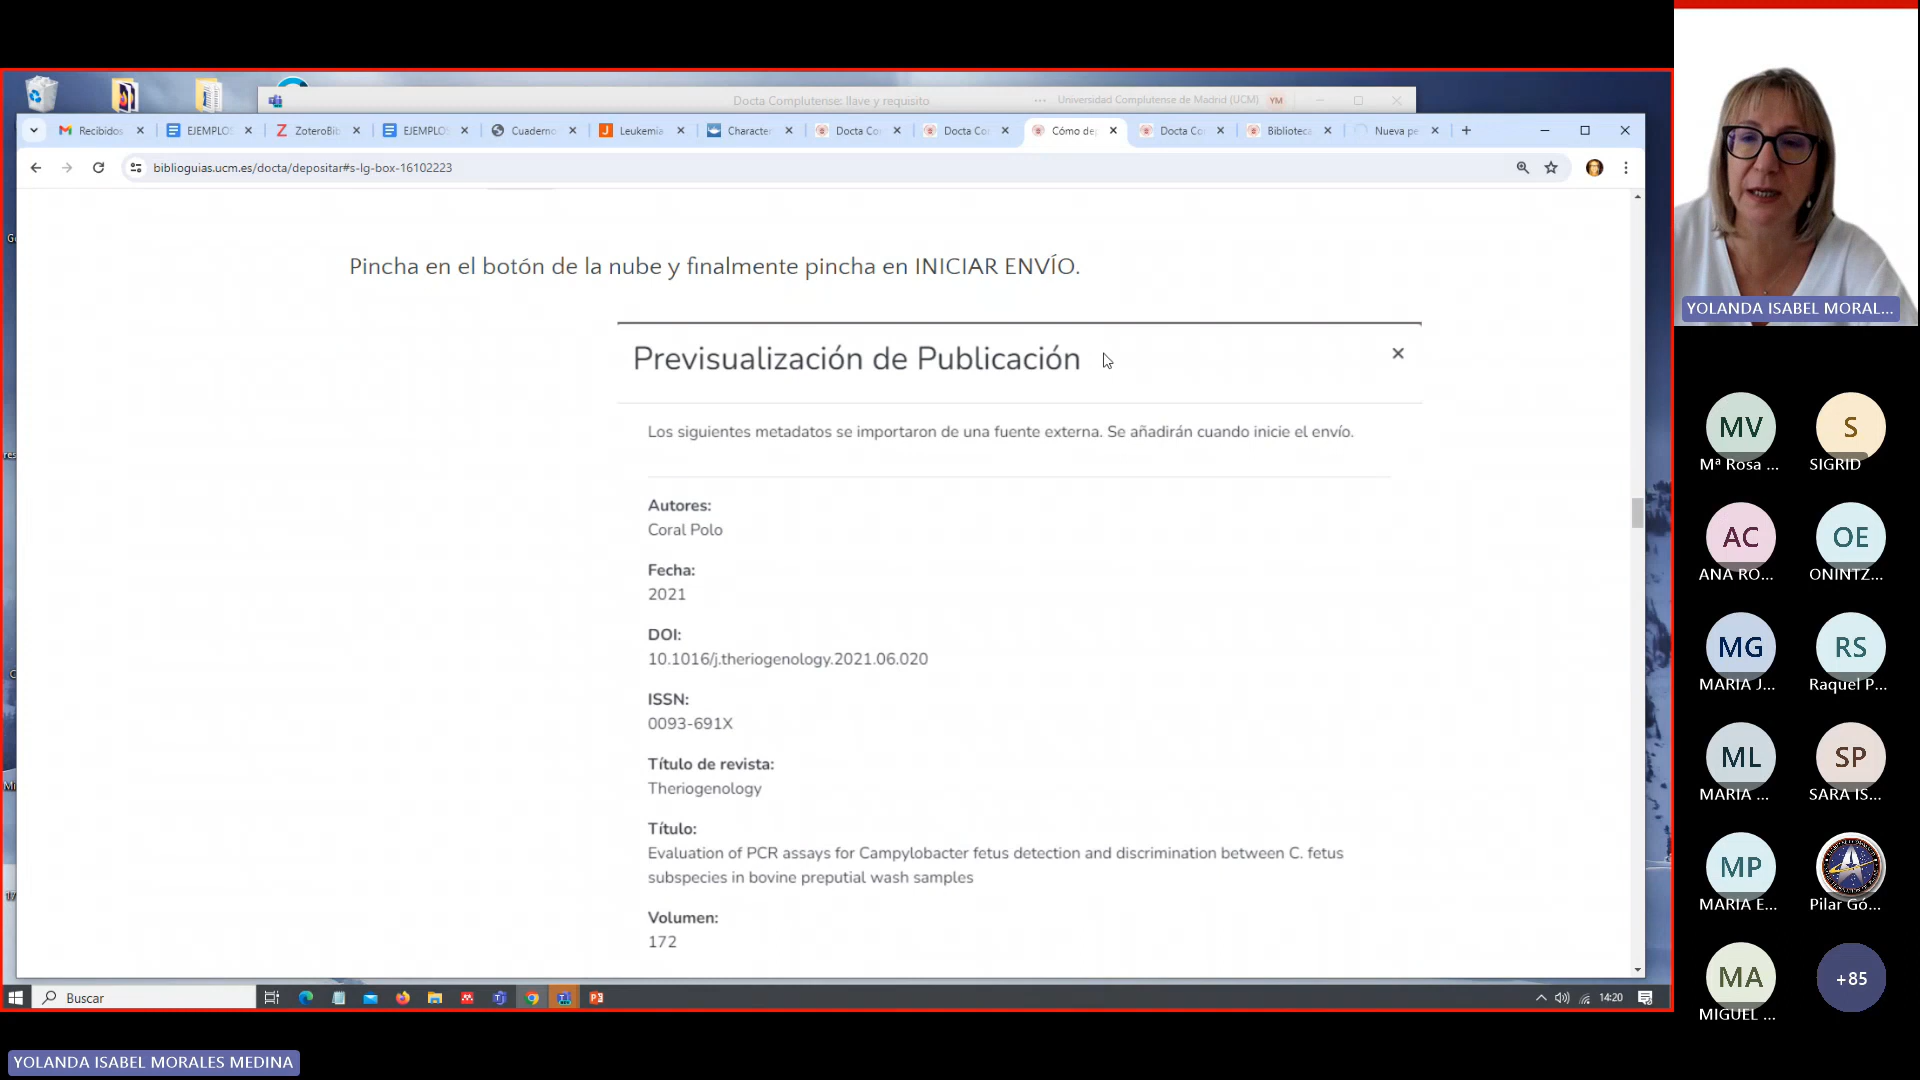 Docta Complutense: llave y requisito
Universidad Complutense de Madrid (UCM)
YM
Recibidos
EJEMPLOS
ZoteroBib
EJEMPLOS
Cuaderno
Leukemia
Character
Docta Co
Docta Co
Cómo de
Docta Co
Biblioteca
Nueva pe
biblioguias.ucm.es/docta/depositar#s-lg-box-16102223
Pincha en el botón de la nube y finalmente pincha en INICIAR ENVÍO.
Previsualización de Publicación
Los siguientes metadatos se importaron de una fuente externa. Se añadirán cuando inicie el envío.
Autores:
Coral Polo
Fecha:
2021
DOI:
10.1016/j.theriogenology.2021.06.020
ISSN:
0093-691X
Título de revista:
Theriogenology
Título:
Evaluation of PCR assays for Campylobacter fetus detection and discrimination between C. fetus
subspecies in bovine preputial wash samples
Volumen:
172
Buscar
14:20
YOLANDA ISABEL MORALES MEDINA
YOLANDA ISABEL MORAL...
MV
Mª Rosa ...
S
SIGRID
AC
ANA RO...
OE
ONINTZ...
MG
MARIA J...
RS
Raquel P...
ML
MARIA ...
SP
SARA IS...
MP
MARIA E...
Pilar Gó...
MA
MIGUEL ...
+85